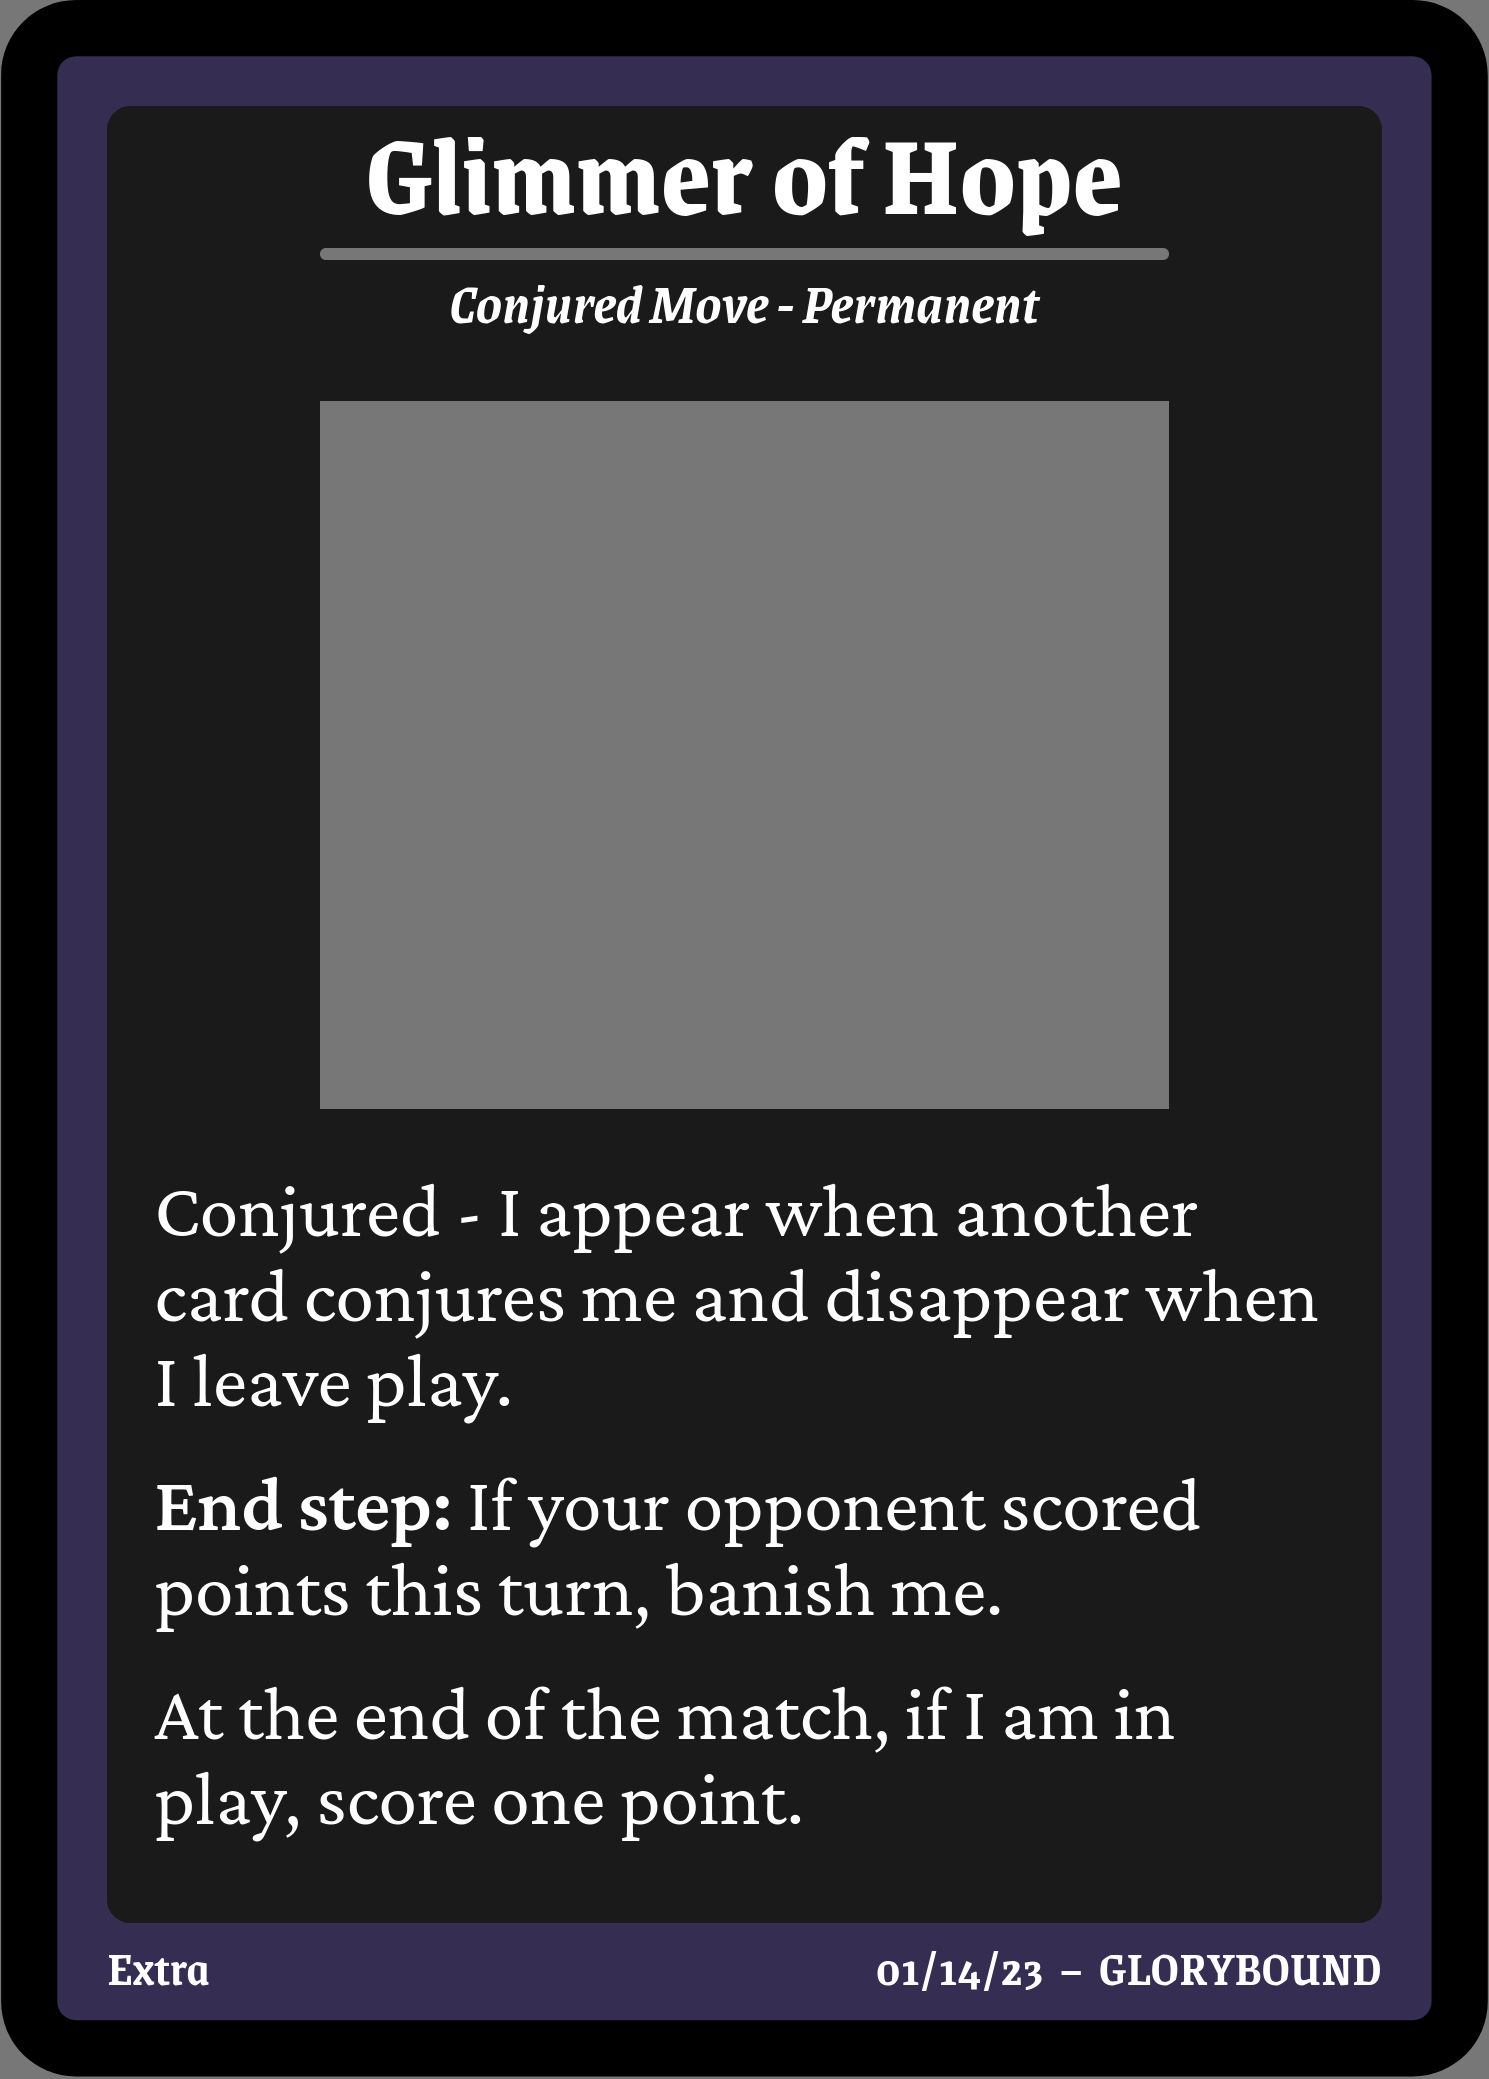 Glimmer of Hope
Conjured Move - Permanent
Conjured - I appear when another
card conjures me and disappear when
I leave play.
End step: If your opponent scored
points this turn, banish me.
At the end of the match, if I am in
play, score one point.
Extra
01/14/23 – GLORYBOUND